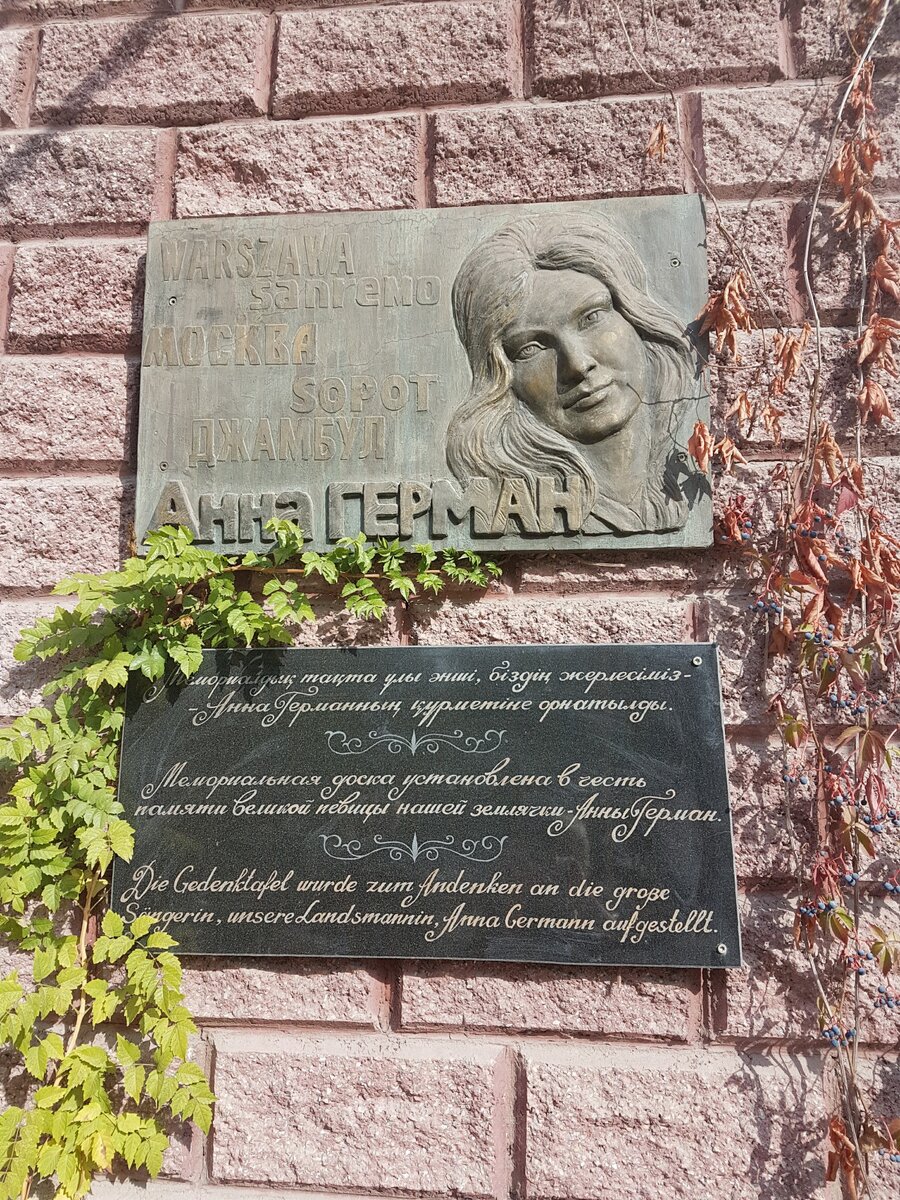 WARSZAWA
sanremo
МОСКВА
SOPOT
ДЖАМБУЛ
Анна ГЕРМАН
Мемориалдық тақта ұлы әнші, біздің жерлесіміз-
-Анна Германның құрметіне орнатылды.
Мемориальная доска установлена в честь
памяти великой певицы нашей землячки-Анны Герман.
Die Gedenktafel wurde zum Andenken an die große
Sängerin, unsere Landsmannin, Anna Germann aufgestellt.